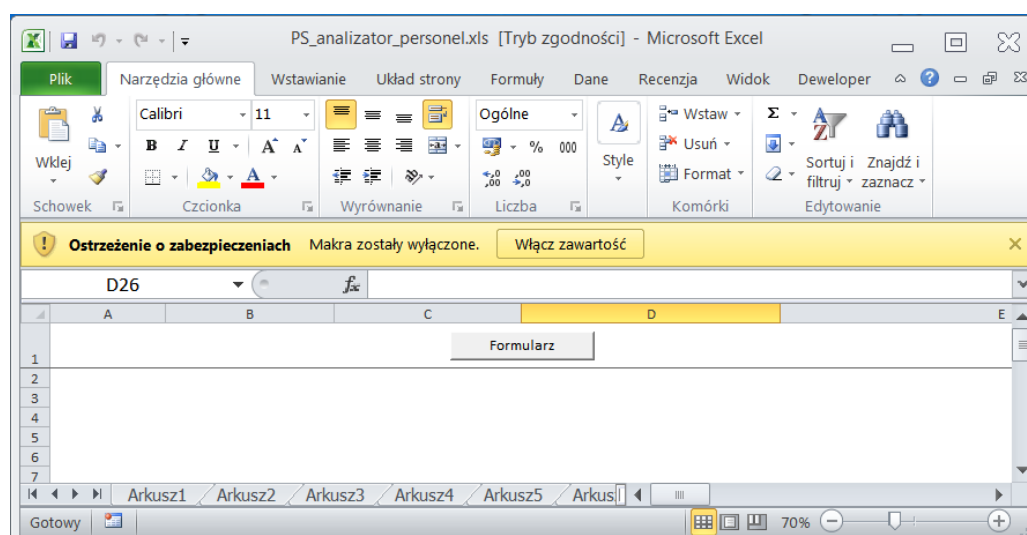 PS_analizator_personel.xls [Tryb zgodności] - Microsoft Excel
Plik Narzędzia główne Wstawianie Układ strony Formuły Dane Recenzja Widok Deweloper
Calibri 11 Ogólne Wstaw Σ
Wklej B I U A A % 000 Style Usuń Sortuj i Znajdź i
A ,00 ,0 ,00 ,0 Format filtruj zaznacz
Schowek Czcionka Wyrównanie Liczba Komórki Edytowanie
Ostrzeżenie o zabezpieczeniach Makra zostały wyłączone. Włącz zawartość
D26 fx
A B C D E
Formularz
1
2
3
4
5
6
7
Arkusz1 Arkusz2 Arkusz3 Arkusz4 Arkusz5 Arkus
Gotowy 70%